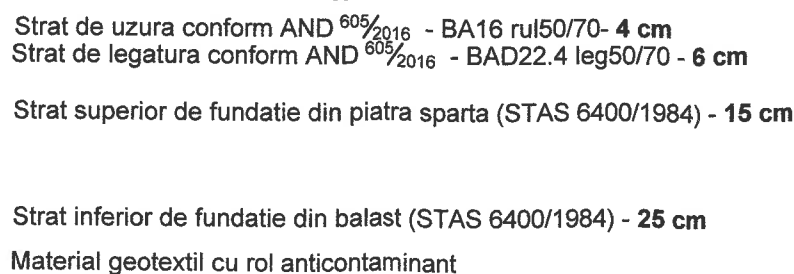 Strat de uzura conform AND 605/2016 - BA16 rul50/70- 4 cm
Strat de legatura conform AND 605/2016 - BAD22.4 leg50/70 - 6 cm
Strat superior de fundatie din piatra sparta (STAS 6400/1984) - 15 cm
Strat inferior de fundatie din balast (STAS 6400/1984) - 25 cm
Material geotextil cu rol anticontaminant